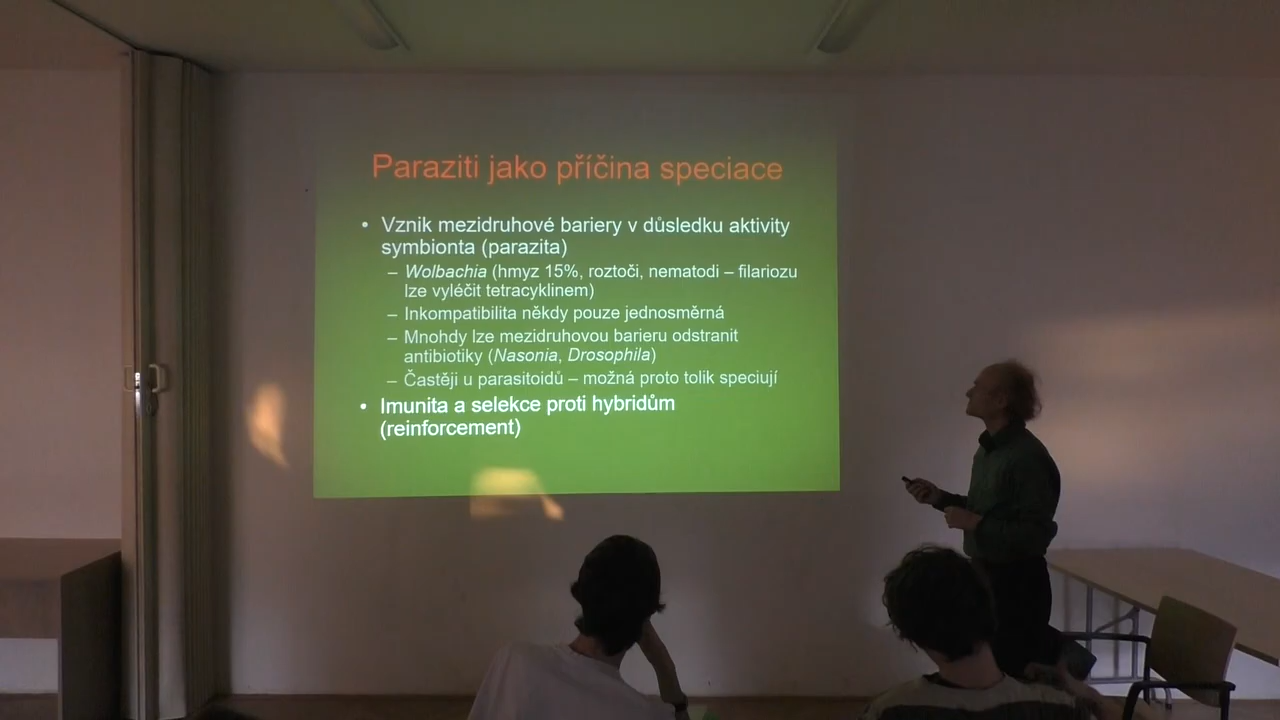 Paraziti jako příčina speciace
• Vznik mezidruhové bariery v důsledku aktivity
symbionta (parazita)
– Wolbachia (hmyz 15%, roztoči, nematodi – filariozu
lze vyléčit tetracyklinem)
– Inkompatibilita někdy pouze jednosměrná
– Mnohdy lze mezidruhovou barieru odstranit
antibiotiky (Nasonia, Drosophila)
– Častěji u parasitoidů – možná proto tolik speciují
• Imunita a selekce proti hybridům
(reinforcement)